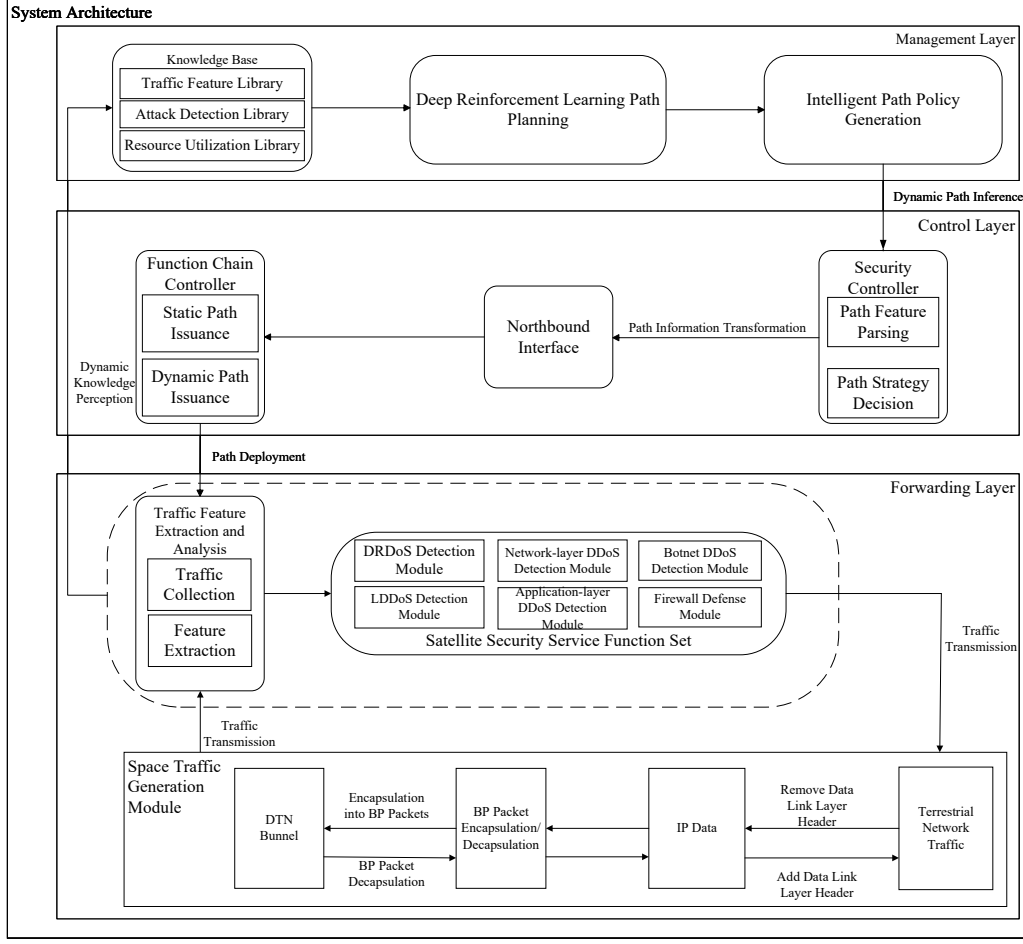 System Architecture
Management Layer
Knowledge Base
Traffic Feature Library
Attack Detection Library
Resource Utilization Library
Deep Reinforcement Learning Path
Planning
Intelligent Path Policy
Generation
Dynamic Path Inference
Control Layer
Function Chain
Controller
Static Path
Issuance
Dynamic Path
Issuance
Northbound
Interface
Path Information Transformation
Security
Controller
Path Feature
Parsing
Path Strategy
Decision
Dynamic
Knowledge
Perception
Path Deployment
Forwarding Layer
Traffic Feature
Extraction and
Analysis
Traffic
Collection
Feature
Extraction
DRDoS Detection
Module
Network-layer DDoS
Detection Module
Botnet DDoS
Detection Module
LDDoS Detection
Module
Application-layer
DDoS Detection
Module
Firewall Defense
Module
Satellite Security Service Function Set
Traffic
Transmission
Traffic
Transmission
Space Traffic
Generation
Module
DTN
Bunnel
Encapsulation
into BP Packets
BP Packet
Decapsulation
BP Packet
Encapsulation/
Decapsulation
IP Data
Remove Data
Link Layer
Header
Add Data Link
Layer Header
Terrestrial
Network
Traffic